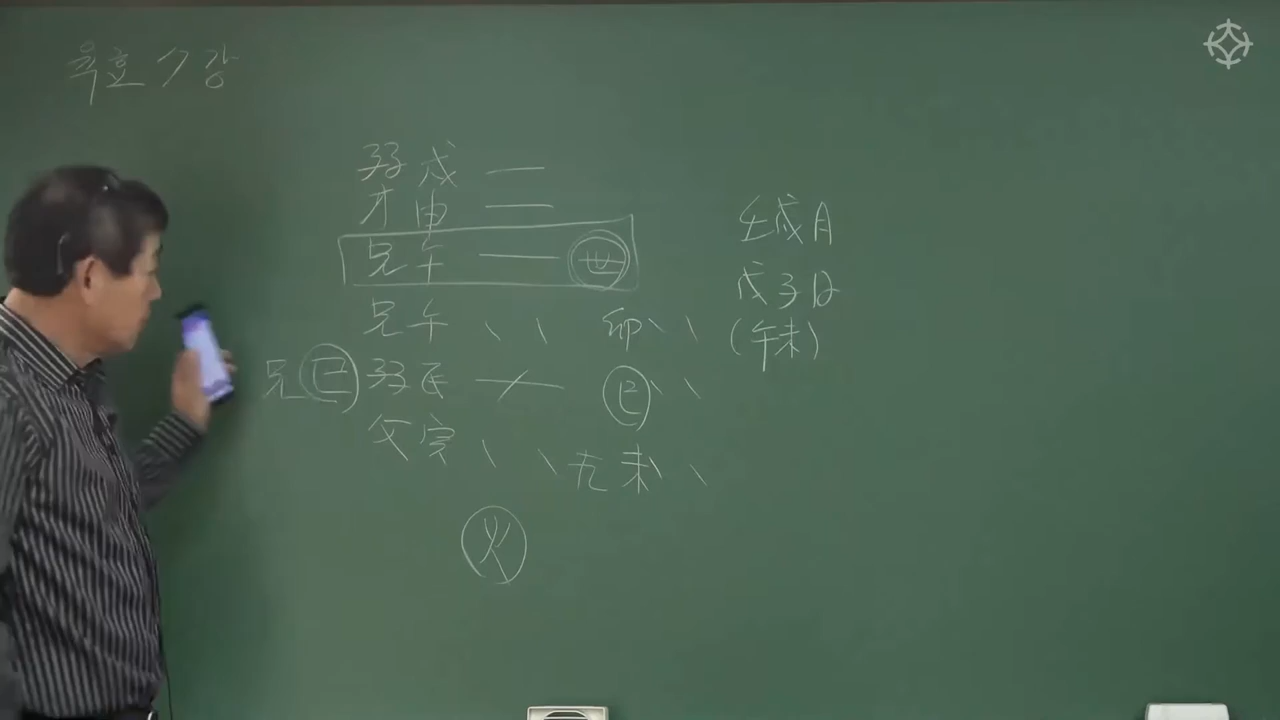 육효 7강
孫 戌
才 申
兄 午 世
兄 午 卯
兄 巳 孫 辰 巳
父 寅 未
火
壬戌月
戊子日
(午未)